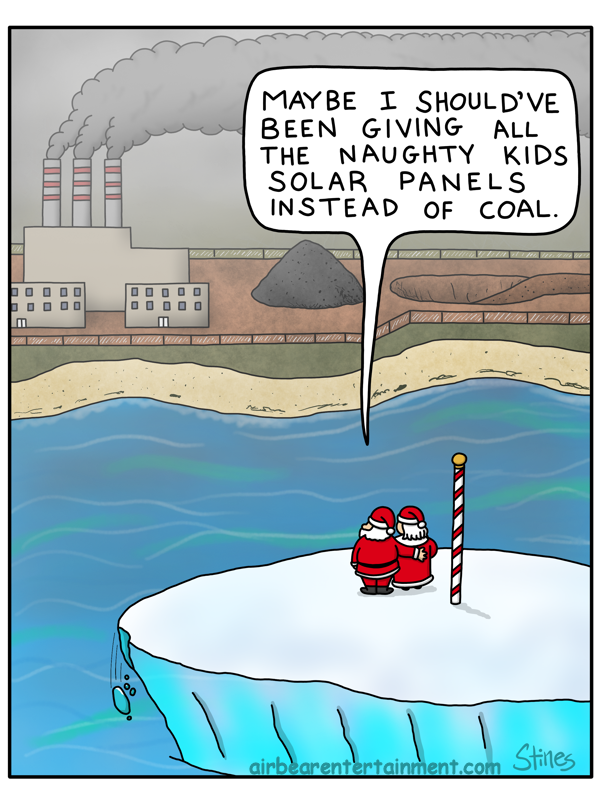 MAYBE I SHOULD'VE
BEEN GIVING ALL
THE NAUGHTY KIDS
SOLAR PANELS
INSTEAD OF COAL.
airbearentertainment.com
Stines